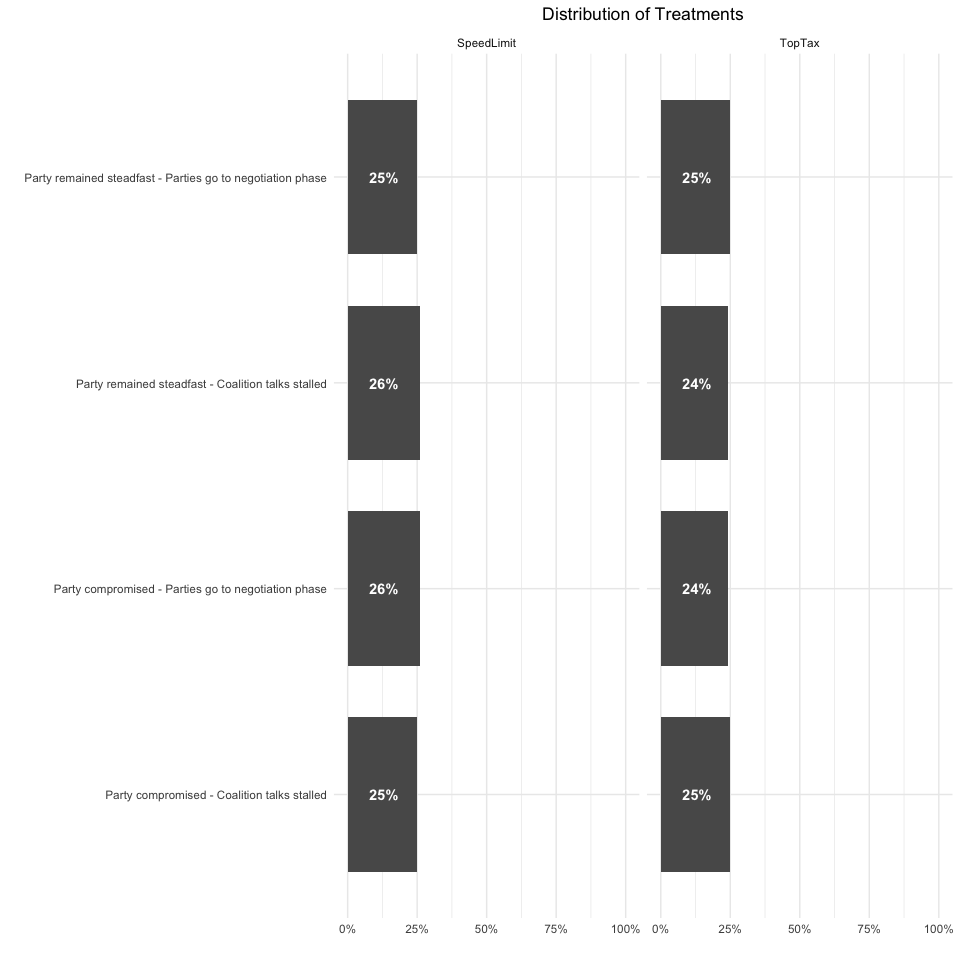 Distribution of Treatments
SpeedLimit
TopTax
Party remained steadfast - Parties go to negotiation phase
25%
25%
Party remained steadfast - Coalition talks stalled
26%
24%
Party compromised - Parties go to negotiation phase
26%
24%
Party compromised - Coalition talks stalled
25%
25%
0% 25% 50% 75% 100% 0% 25% 50% 75% 100%